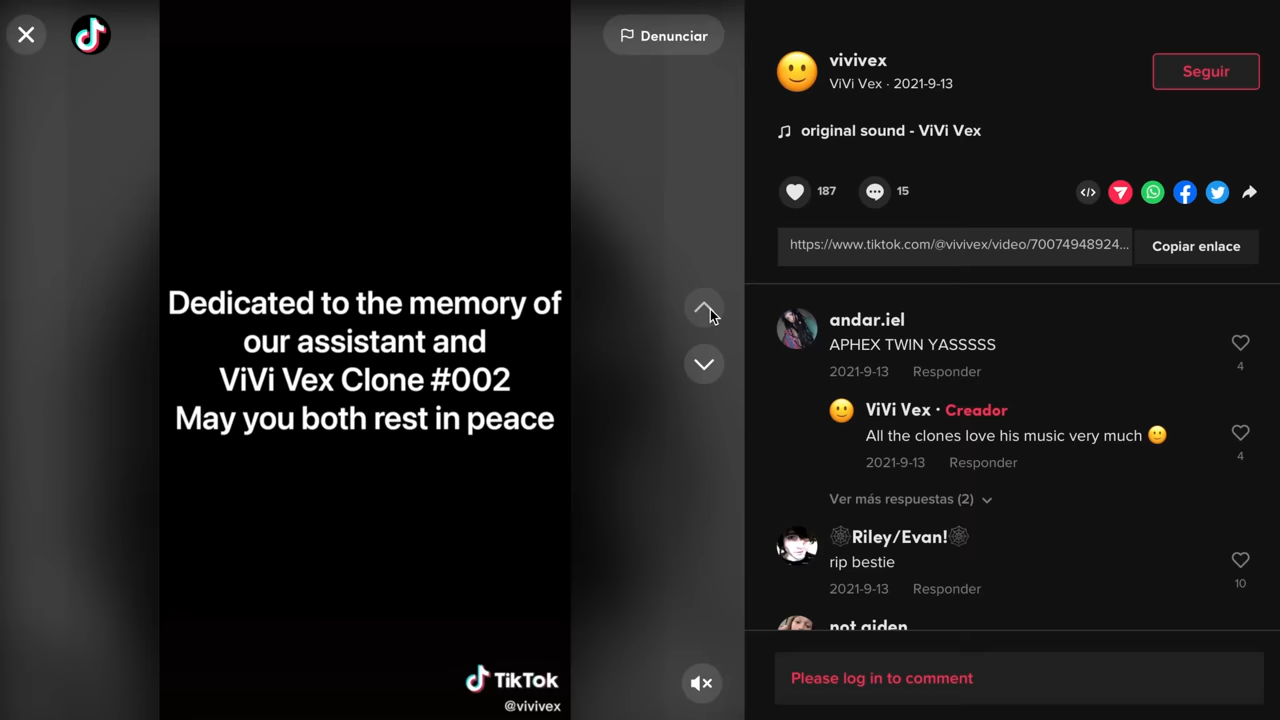 Denunciar
Dedicated to the memory of
our assistant and
ViVi Vex Clone #002
May you both rest in peace
TikTok
@vivivex
vivivex
ViVi Vex · 2021-9-13
Seguir
original sound - ViVi Vex
187
15
https://www.tiktok.com/@vivivex/video/70074948924...
Copiar enlace
andar.iel
APHEX TWIN YASSSSS
2021-9-13 Responder
4
ViVi Vex · Creador
All the clones love his music very much 🙂
2021-9-13 Responder
4
Ver más respuestas (2)
🕸Riley/Evan!🕸
rip bestie
2021-9-13 Responder
10
not aiden
Please log in to comment